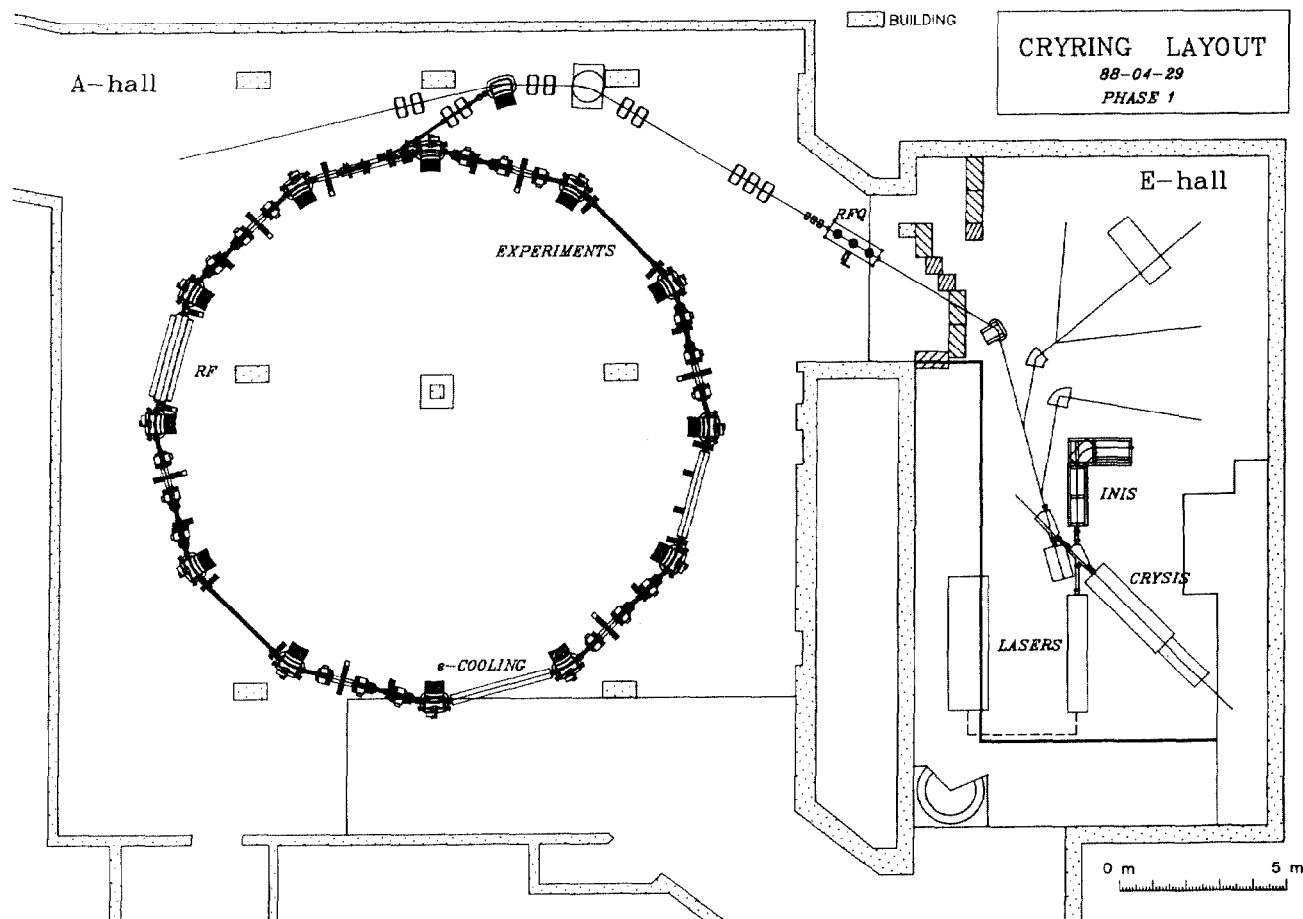 BUILDING
CRYRING LAYOUT
88-04-29
PHASE 1
A-hall
E-hall
RFQ
EXPERIMENTS
RF
INIS
CRYSIS
LASERS
e-COOLING
0 m 5 m